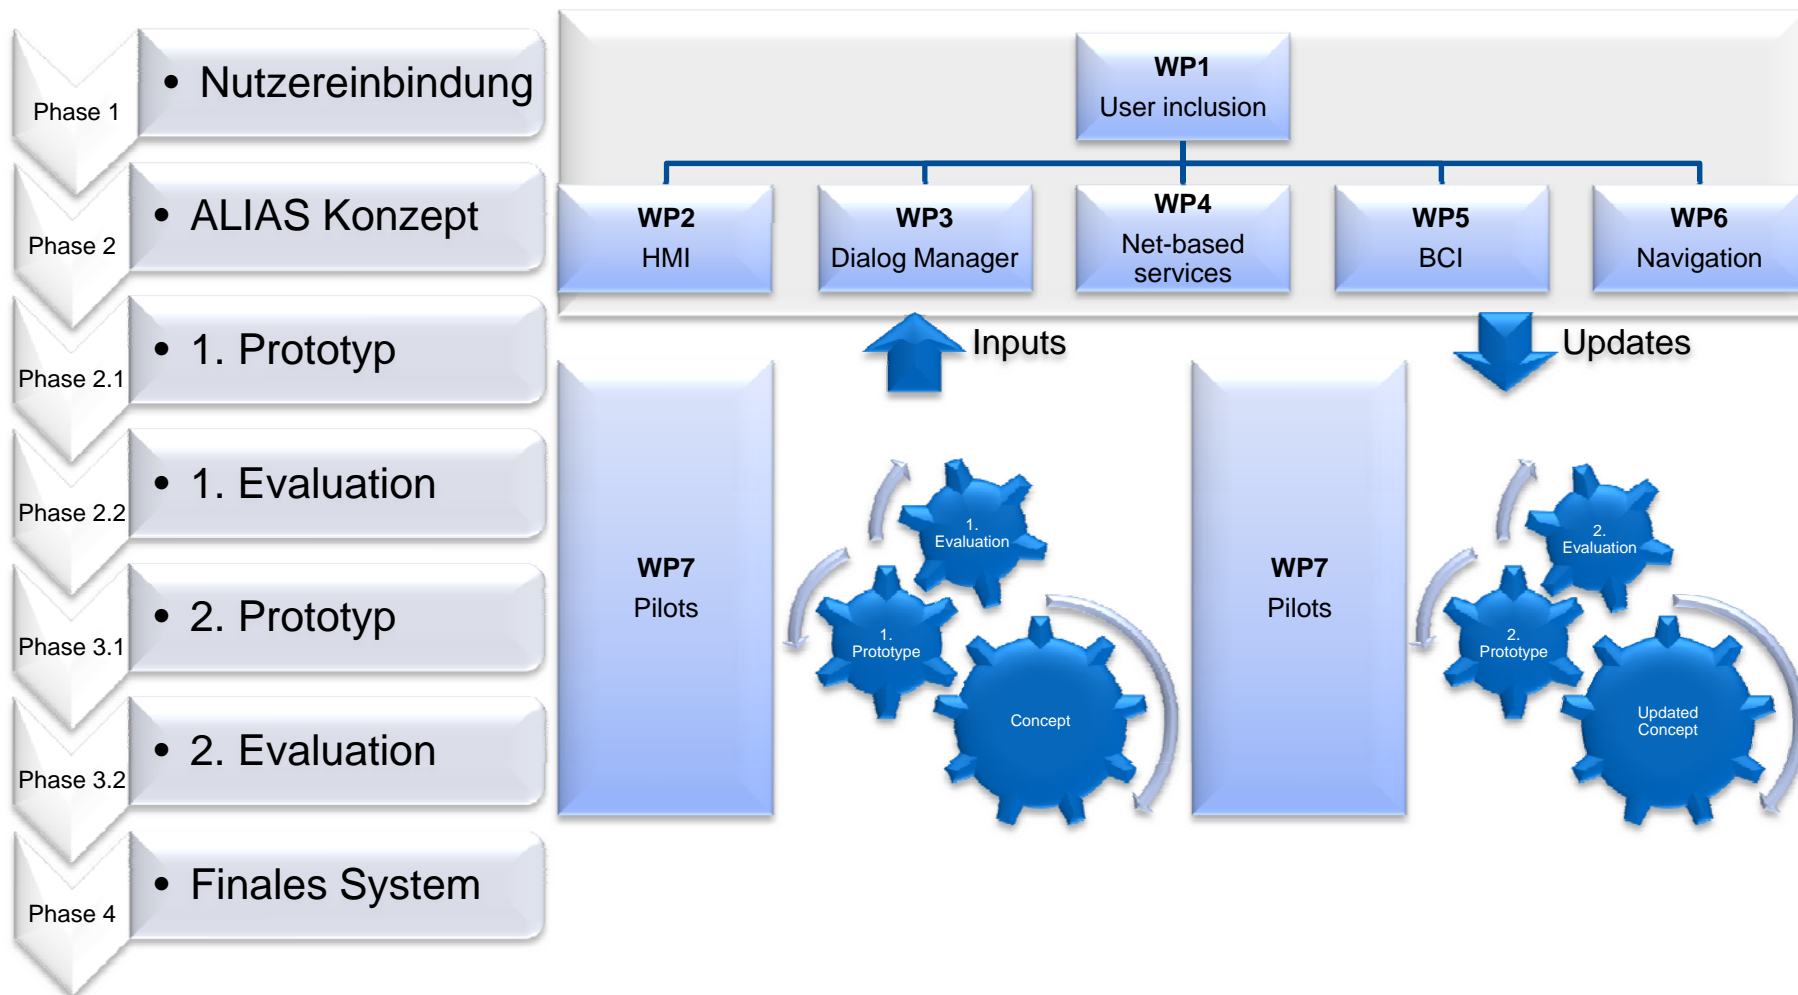 Phase 1
• Nutzereinbindung
Phase 2
• ALIAS Konzept
Phase 2.1
• 1. Prototyp
Phase 2.2
• 1. Evaluation
Phase 3.1
• 2. Prototyp
Phase 3.2
• 2. Evaluation
Phase 4
• Finales System
WP1
User inclusion
WP2
HMI
WP3
Dialog Manager
WP4
Net-based
services
WP5
BCI
WP6
Navigation
Inputs
Updates
WP7
Pilots
1.
Evaluation
1.
Prototype
Concept
WP7
Pilots
2.
Evaluation
2.
Prototype
Updated
Concept